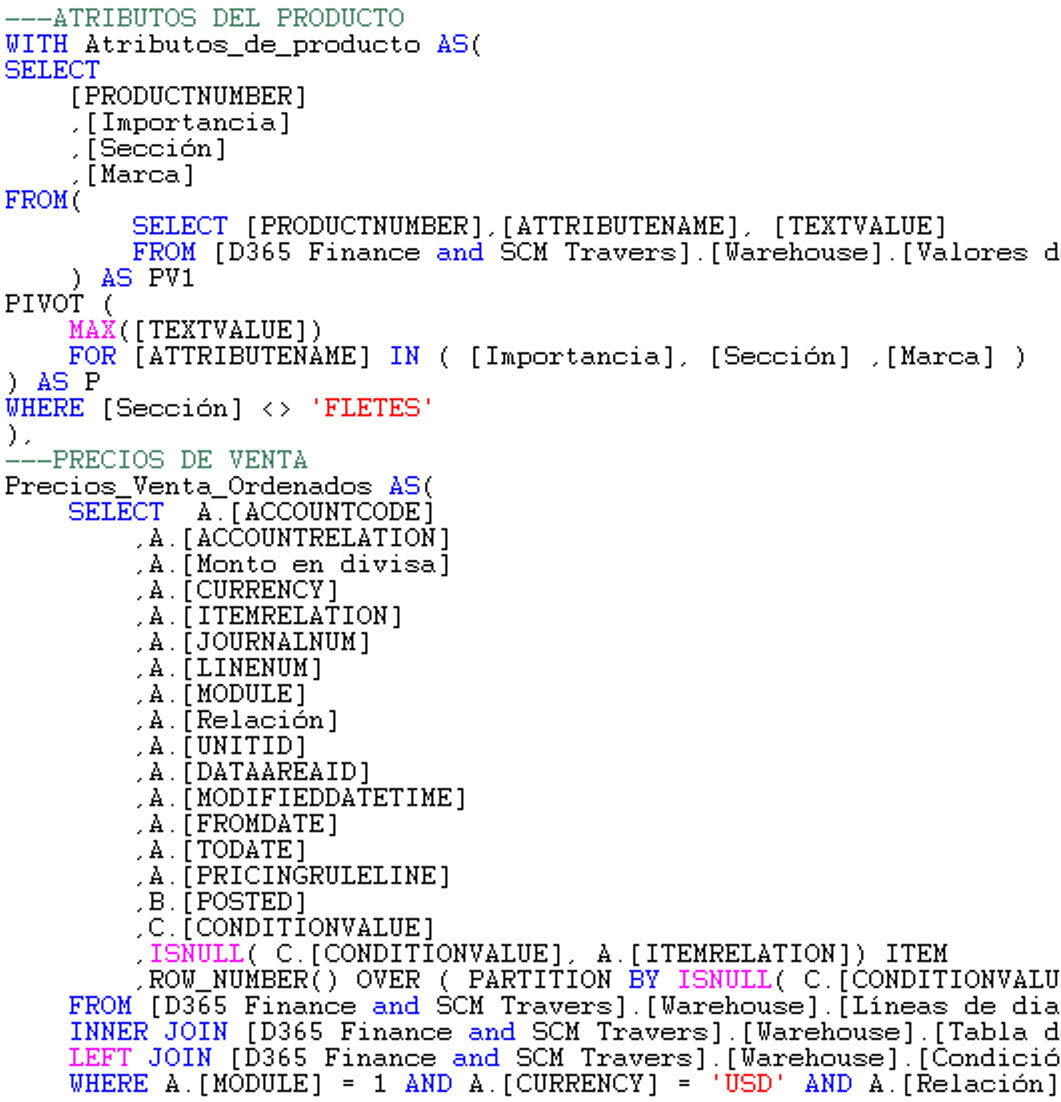 ---ATRIBUTOS DEL PRODUCTO
WITH Atributos_de_producto AS(
SELECT
[PRODUCTNUMBER]
,[Importancia]
,[Sección]
,[Marca]
FROM(
SELECT [PRODUCTNUMBER],[ATTRIBUTENAME], [TEXTVALUE]
FROM [D365 Finance and SCM Travers].[Warehouse].[Valores d
) AS PV1
PIVOT (
MAX([TEXTVALUE])
FOR [ATTRIBUTENAME] IN ( [Importancia], [Sección] ,[Marca] )
) AS P
WHERE [Sección] <> 'FLETES'
),
---PRECIOS DE VENTA
Precios_Venta_Ordenados AS(
SELECT A.[ACCOUNTCODE]
,A.[ACCOUNTRELATION]
,A.[Monto en divisa]
,A.[CURRENCY]
,A.[ITEMRELATION]
,A.[JOURNALNUM]
,A.[LINENUM]
,A.[MODULE]
,A.[Relación]
,A.[UNITID]
,A.[DATAAREAID]
,A.[MODIFIEDDATETIME]
,A.[FROMDATE]
,A.[TODATE]
,A.[PRICINGRULELINE]
,B.[POSTED]
,C.[CONDITIONVALUE]
,ISNULL( C.[CONDITIONVALUE], A.[ITEMRELATION]) ITEM
,ROW_NUMBER() OVER ( PARTITION BY ISNULL( C.[CONDITIONVALU
FROM [D365 Finance and SCM Travers].[Warehouse].[Líneas de dia
INNER JOIN [D365 Finance and SCM Travers].[Warehouse].[Tabla d
LEFT JOIN [D365 Finance and SCM Travers].[Warehouse].[Condició
WHERE A.[MODULE] = 1 AND A.[CURRENCY] = 'USD' AND A.[Relación]